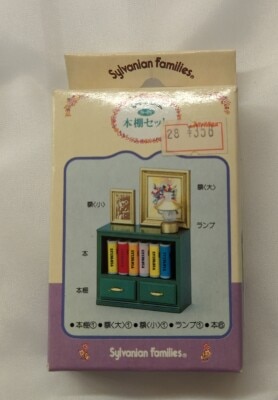 Sylvanian families®
本棚セット
28 ¥358
額(大)
額(小)
ランプ
本
本棚
●本棚① ●額(大)① ●額(小)① ●ランプ① ●本⑥
Sylvanian families®